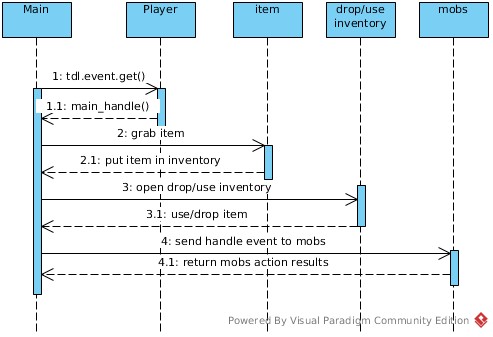 Main
Player
item
drop/use
inventory
mobs
1: tdl.event.get()
1.1: main_handle()
2: grab item
2.1: put item in inventory
3: open drop/use inventory
3.1: use/drop item
4: send handle event to mobs
4.1: return mobs action results
Powered By Visual Paradigm Community Edition